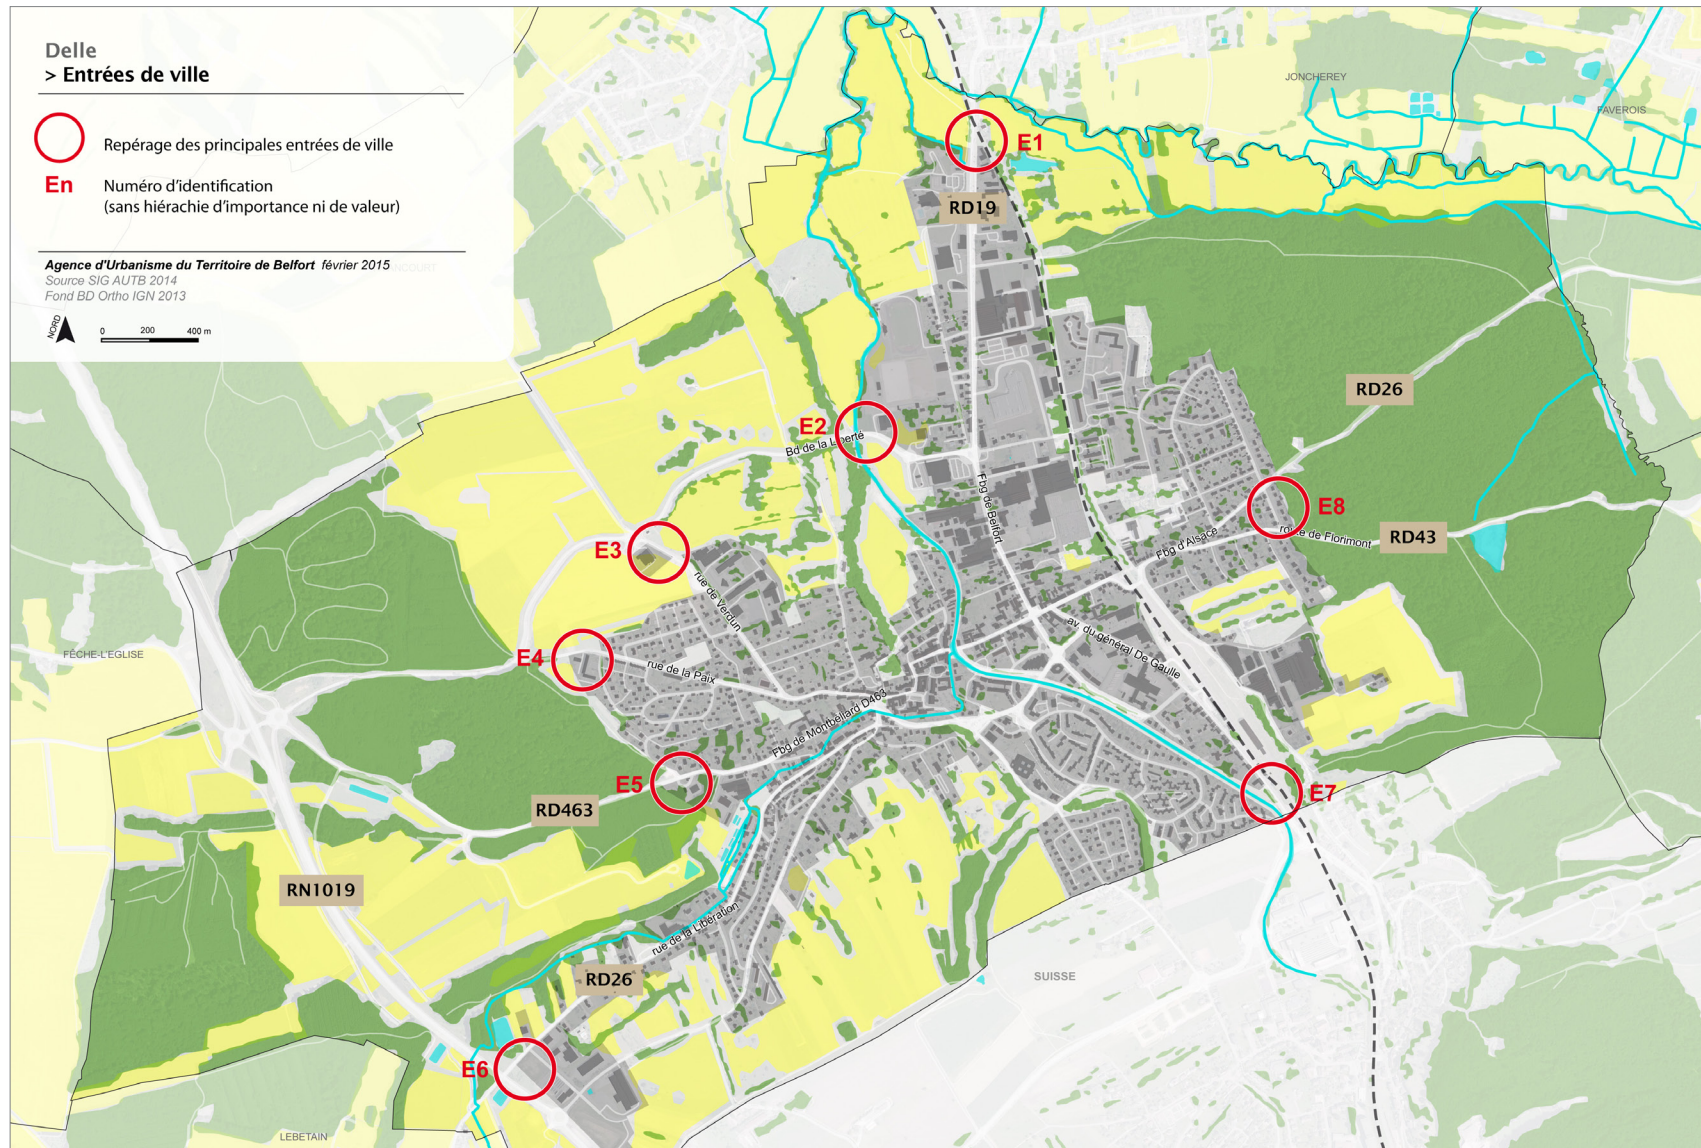 Delle
> Entrées de ville
Repérage des principales entrées de ville
En
Numéro d'identification
(sans hiérachie d'importance ni de valeur)
Agence d'Urbanisme du Territoire de Belfort février 2015
Source SIG AUTB 2014
Fond BD Ortho IGN 2013
NORD
0 200 400 m
JONCHEREY
FAVEROIS
E1
RD19
RD26
E2
Bd de la Liberté
Fbg de Belfort
E8
route de Florimont
RD43
Fbg d'Alsace
E3
rue de Verdun
av. du général De Gaulle
FÊCHE-L'EGLISE
E4
rue de la Paix
Fbg de Montbéliard D463
E5
RD463
E7
RN1019
rue de la Libération
RD26
SUISSE
E6
LEBETAIN